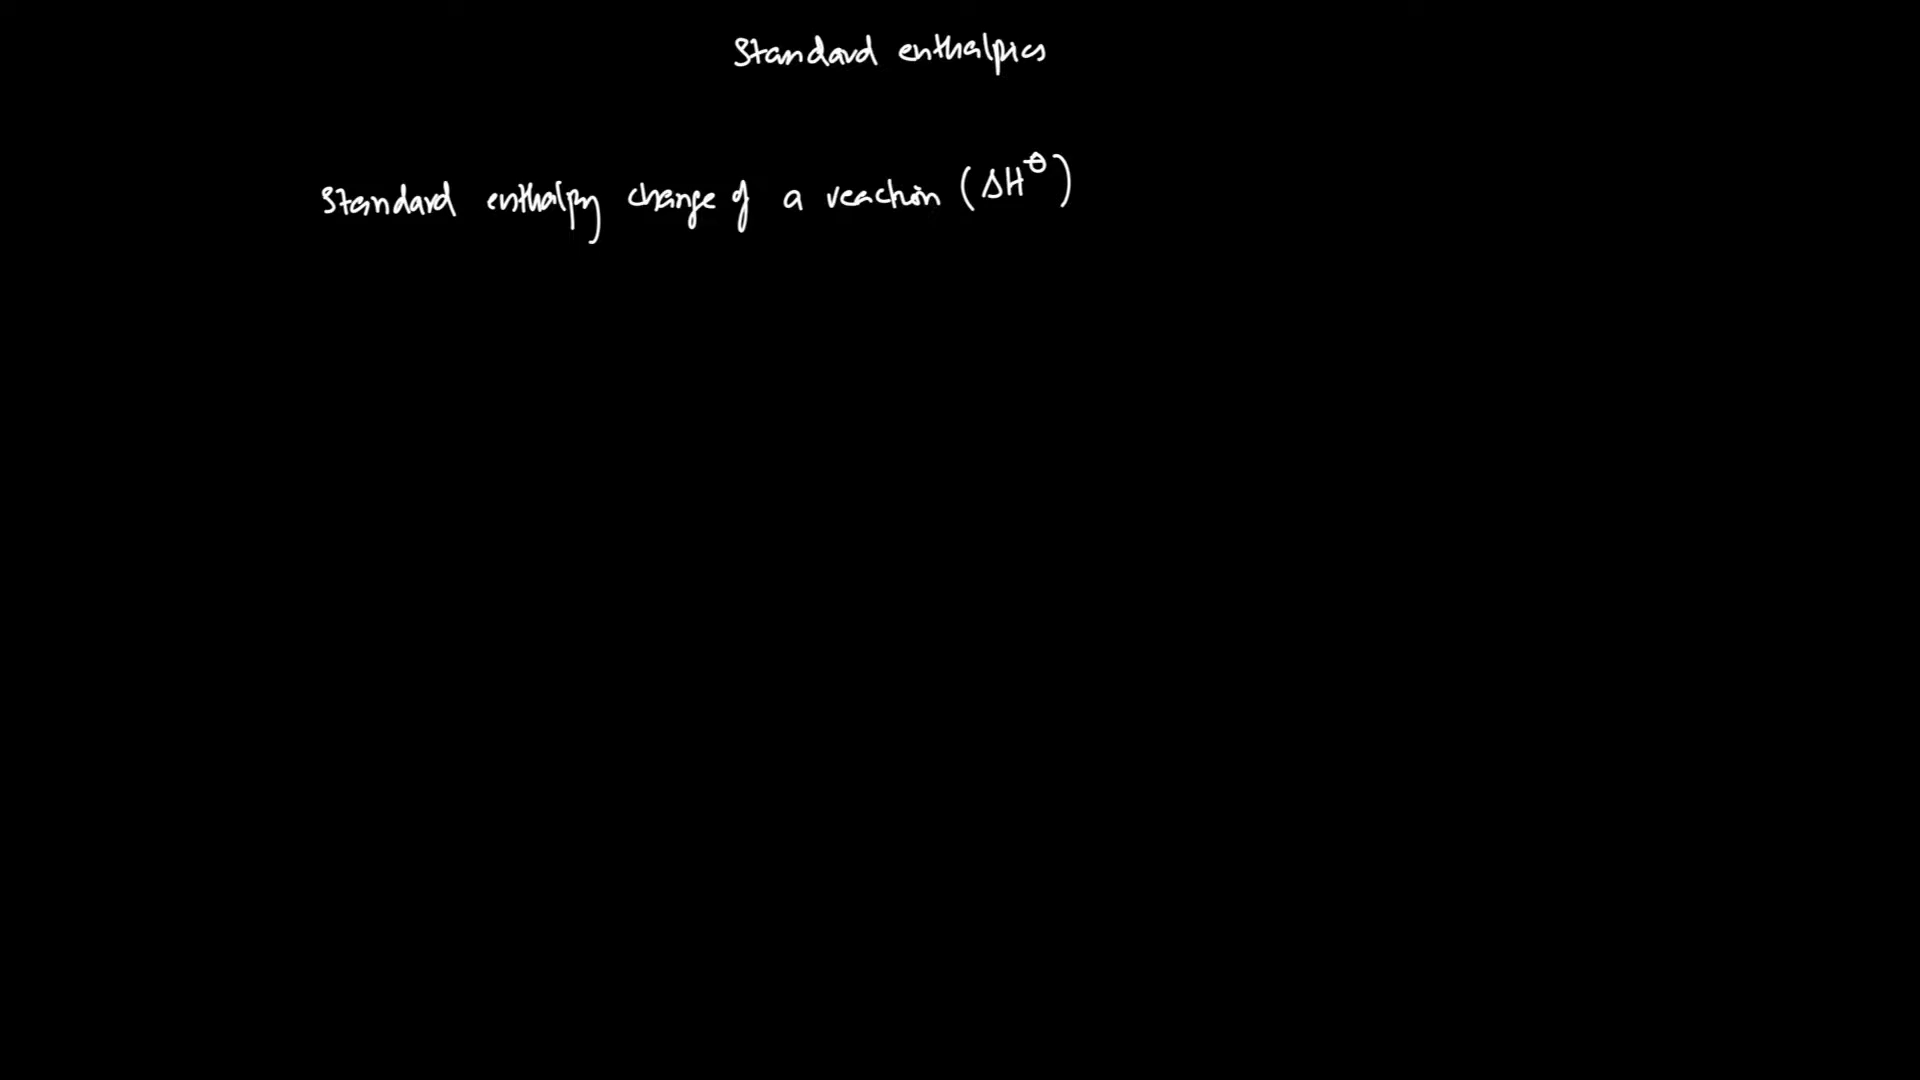 Standard enthalpies
Standard enthalpy change of a reaction (ΔH⦵)